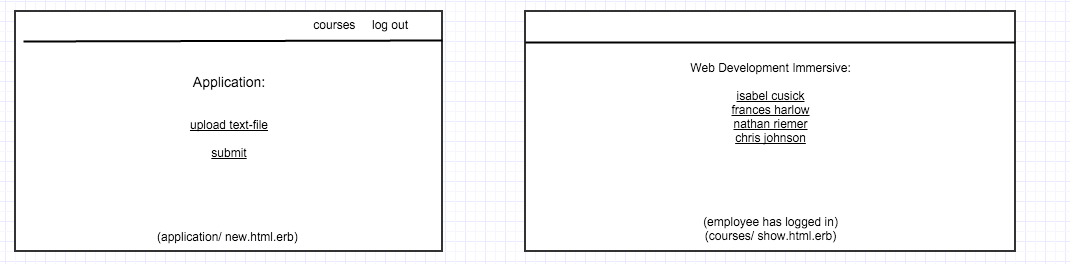 courses log out
Application:
upload text-file
submit
(application/ new.html.erb)
Web Development Immersive:
isabel cusick
frances harlow
nathan riemer
chris johnson
(employee has logged in)
(courses/ show.html.erb)